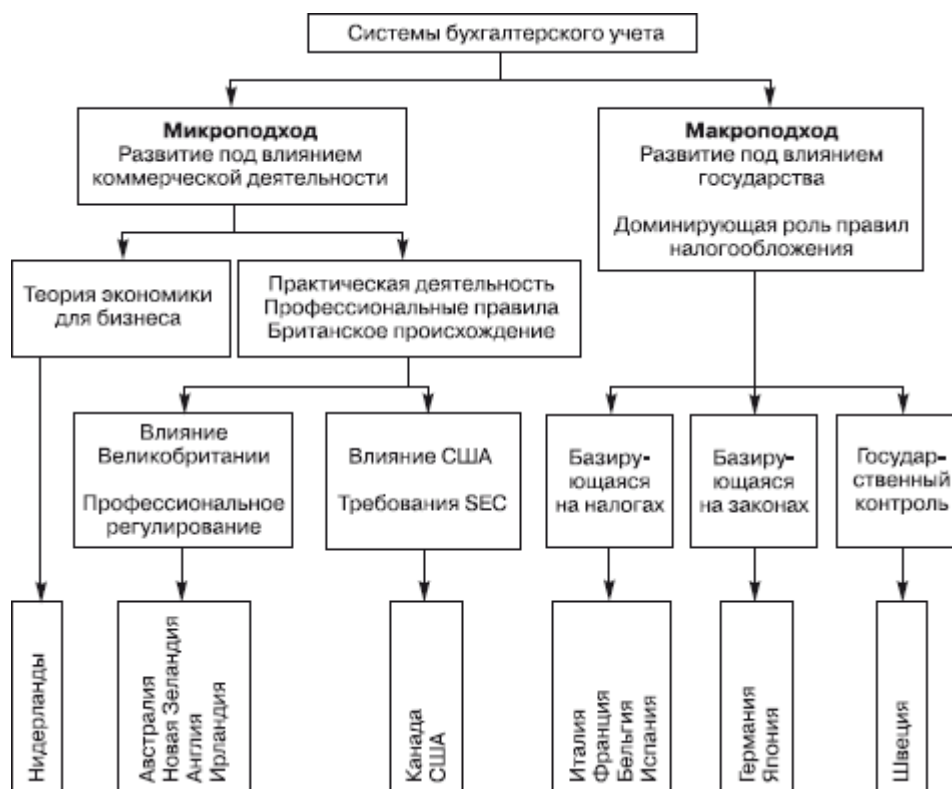 Системы бухгалтерского учета
Микроподход
Развитие под влиянием
коммерческой деятельности
Макроподход
Развитие под влиянием
государства
Доминирующая роль правил
налогообложения
Теория экономики
для бизнеса
Практическая деятельность
Профессиональные правила
Британское происхождение
Влияние
Великобритании
Профессиональное
регулирование
Влияние США
Требования SEC
Базиру-
ющаяся
на налогах
Базиру-
ющаяся
на законах
Государ-
ственный
контроль
Нидерланды
Австралия
Новая Зеландия
Англия
Ирландия
Канада
США
Италия
Франция
Бельгия
Испания
Германия
Япония
Швеция